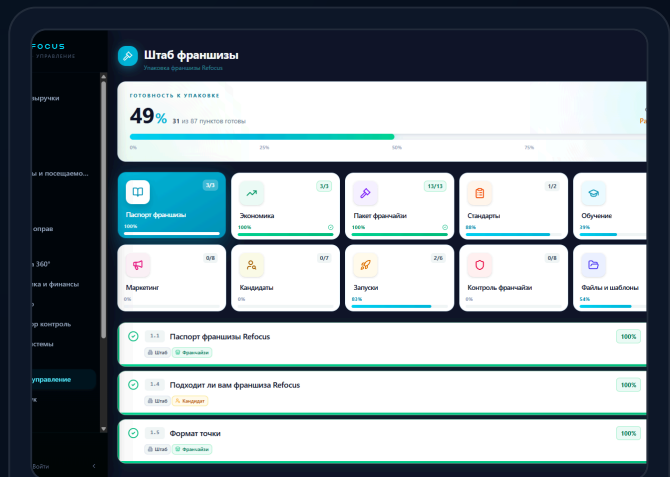 FOCUS
УПРАВЛЕНИЕ
выручки
ы и посещаемо...
оправ
а 360°
ка и финансы
ор контроль
стемы
управление
Войти
Штаб франшизы
Упаковка франшизы Refocus
ГОТОВНОСТЬ К УПАКОВКЕ
49% 31 из 87 пунктов готовы
0% 25% 50% 75%
3/3
Паспорт франшизы
100%
3/3
Экономика
100%
13/13
Пакет франчайзи
100%
1/2
Стандарты
88%
Обучение
39%
0/8
Маркетинг
0%
0/7
Кандидаты
0%
2/6
Запуски
83%
0/8
Контроль франчайзи
0%
Файлы и шаблоны
54%
1.1 Паспорт франшизы Refocus 100%
Штаб Франчайзи
1.4 Подходит ли вам франшиза Refocus 100%
Штаб Кандидат
1.5 Формат точки 100%
Штаб Франчайзи